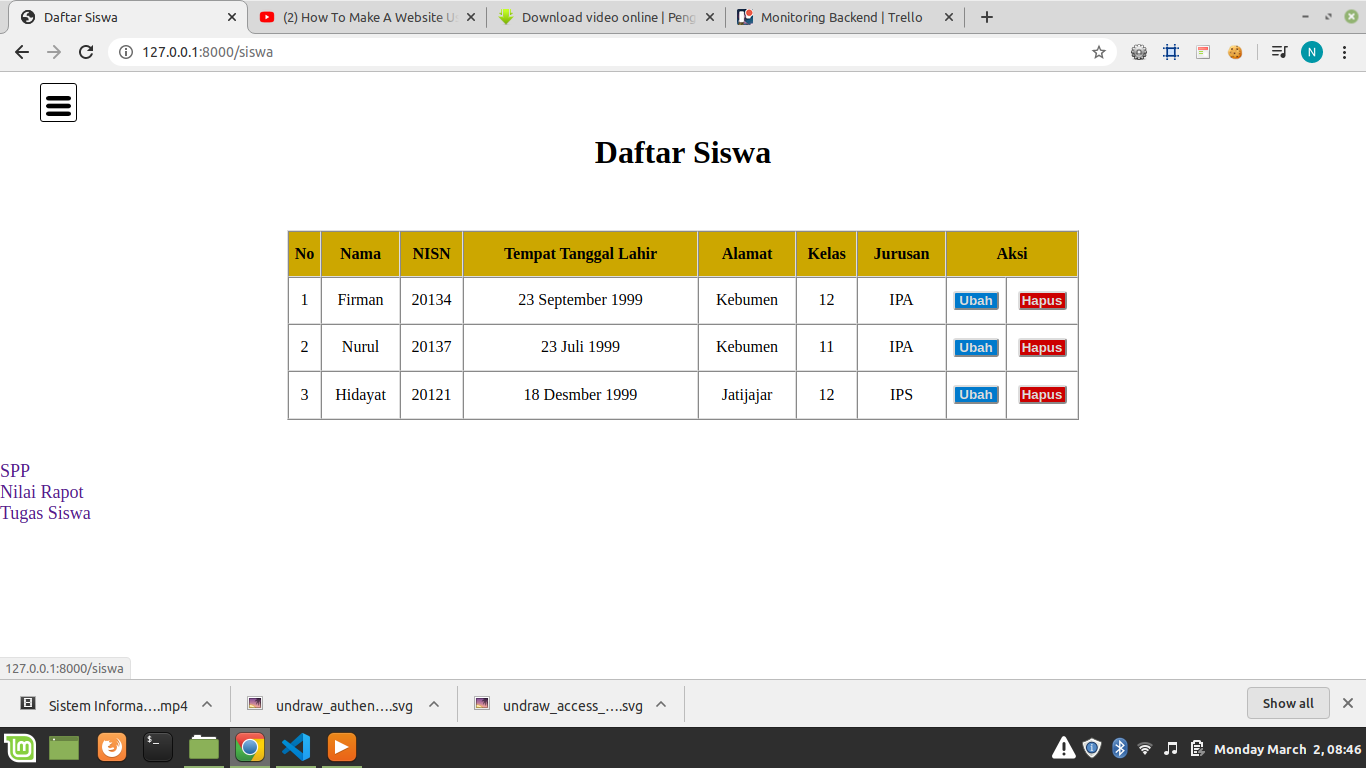 Daftar Siswa
(2) How To Make A Website U
Download video online | Peng
Monitoring Backend | Trello
127.0.0.1:8000/siswa
N
Daftar Siswa
No Nama NISN Tempat Tanggal Lahir Alamat Kelas Jurusan Aksi
1 Firman 20134 23 September 1999 Kebumen 12 IPA Ubah Hapus
2 Nurul 20137 23 Juli 1999 Kebumen 11 IPA Ubah Hapus
3 Hidayat 20121 18 Desmber 1999 Jatijajar 12 IPS Ubah Hapus
SPP
Nilai Rapot
Tugas Siswa
127.0.0.1:8000/siswa
Sistem Informa....mp4
undraw_authen....svg
undraw_access_....svg
Show all
Monday March 2, 08:46